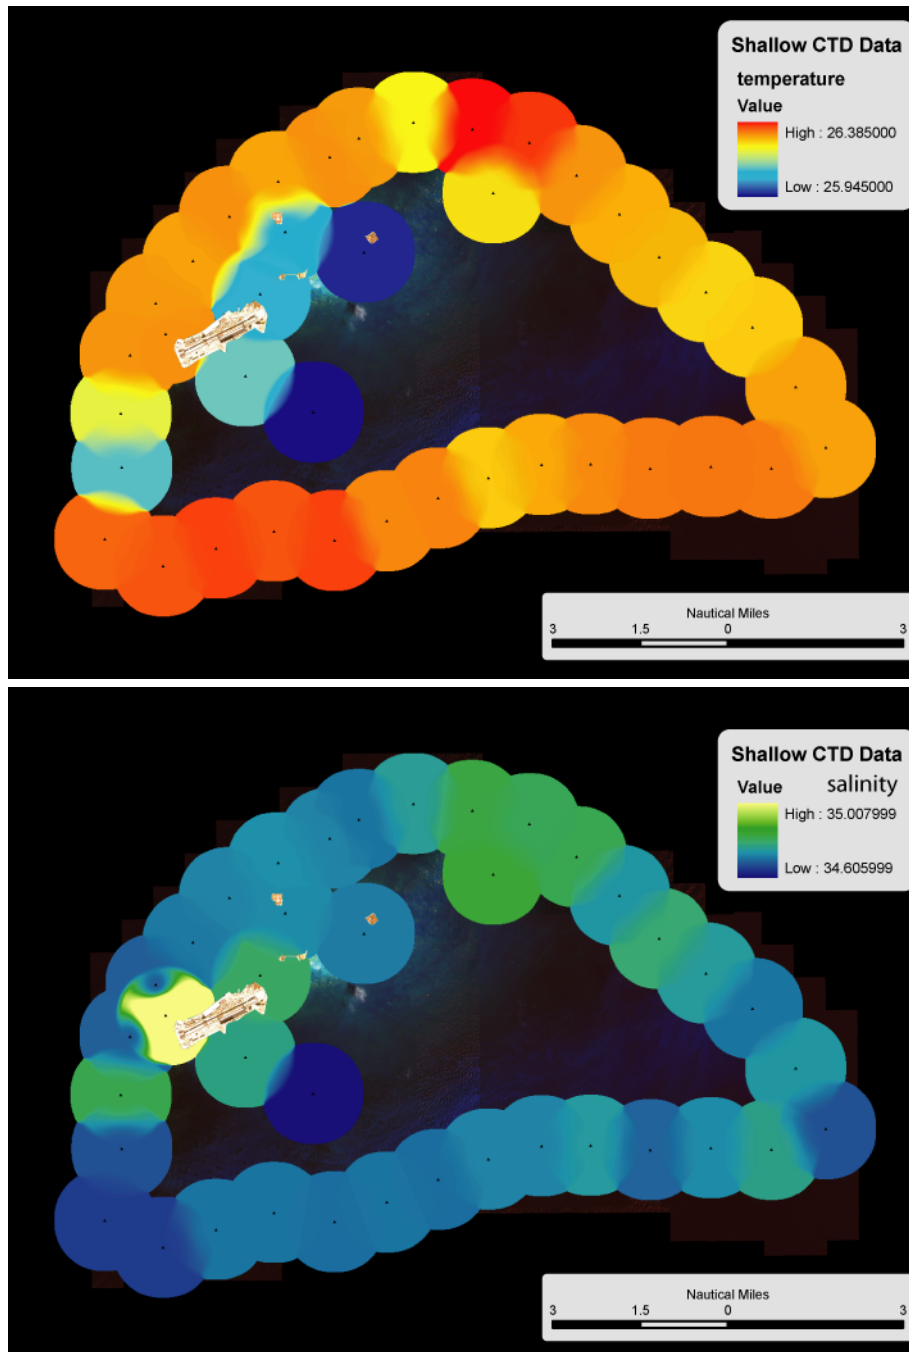 Shallow CTD Data
temperature
Value
High : 26.385000
Low : 25.945000
Nautical Miles
3 1.5 0 3
Shallow CTD Data
Value salinity
High : 35.007999
Low : 34.605999
Nautical Miles
3 1.5 0 3